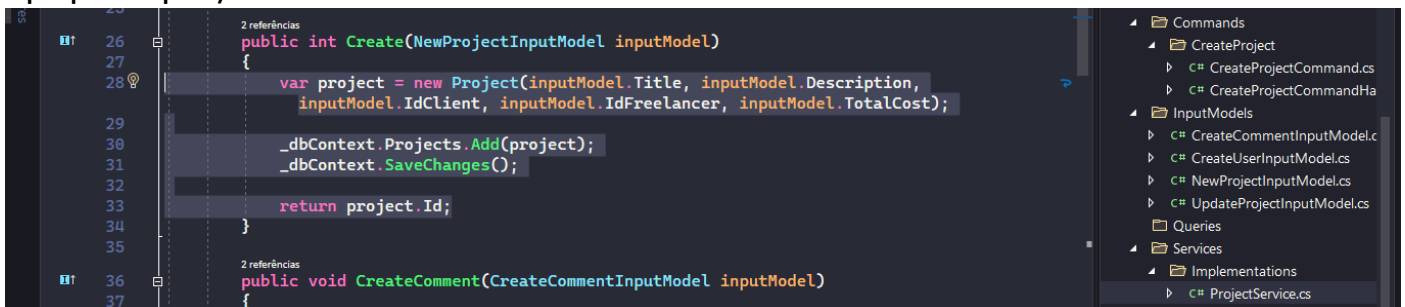 2 referências
26 public int Create(NewProjectInputModel inputModel)
27 {
28 var project = new Project(inputModel.Title, inputModel.Description,
inputModel.IdClient, inputModel.IdFreelancer, inputModel.TotalCost);
29
30 _dbContext.Projects.Add(project);
31 _dbContext.SaveChanges();
32
33 return project.Id;
34 }
35
2 referências
36 public void CreateComment(CreateCommentInputModel inputModel)
37 {
Commands
CreateProject
C# CreateProjectCommand.cs
C# CreateProjectCommandHa
InputModels
C# CreateCommentInputModel.c
C# CreateUserInputModel.cs
C# NewProjectInputModel.cs
C# UpdateProjectInputModel.cs
Queries
Services
Implementations
C# ProjectService.cs